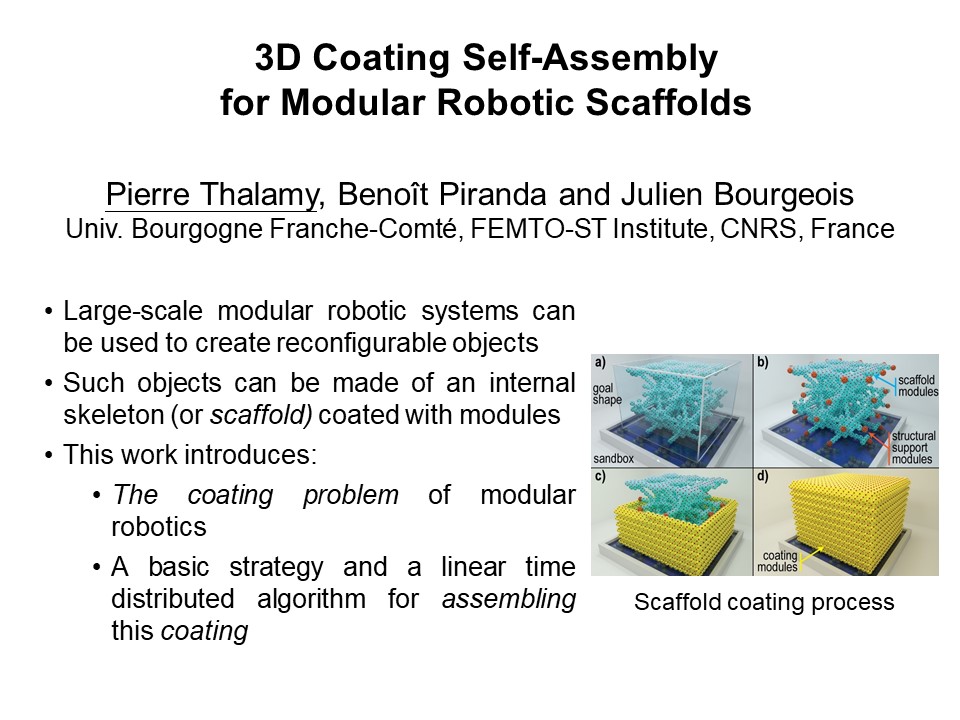 3D Coating Self-Assembly
for Modular Robotic Scaffolds
Pierre Thalamy, Benoît Piranda and Julien Bourgeois
Univ. Bourgogne Franche-Comté, FEMTO-ST Institute, CNRS, France
• Large-scale modular robotic systems can
be used to create reconfigurable objects
• Such objects can be made of an internal
skeleton (or scaffold) coated with modules
• This work introduces:
• The coating problem of modular
robotics
• A basic strategy and a linear time
distributed algorithm for assembling
this coating
a)
goal
shape
sandbox
b)
scaffold
modules
structural
support
modules
c)
d)
coating
modules
Scaffold coating process